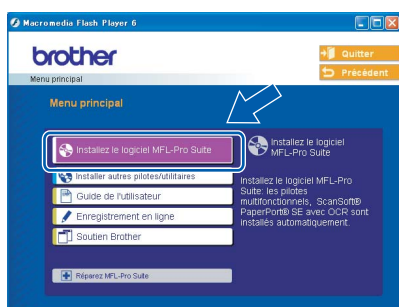 Macromedia Flash Player 6
brother
Quitter
Menu principal
Précédent
Menu principal
Installez le logiciel MFL-Pro Suite
Installer autres pilotes/utilitaires
Guide de l'utilisateur
Enregistrement en ligne
Soutien Brother
Réparez MFL-Pro Suite
Installez le logiciel
MFL-Pro Suite
Installez le logiciel MFL-Pro
Suite: les pilotes
multifonctionnels, ScanSoft®
PaperPort® SE avec OCR sont
installés automatiquement.